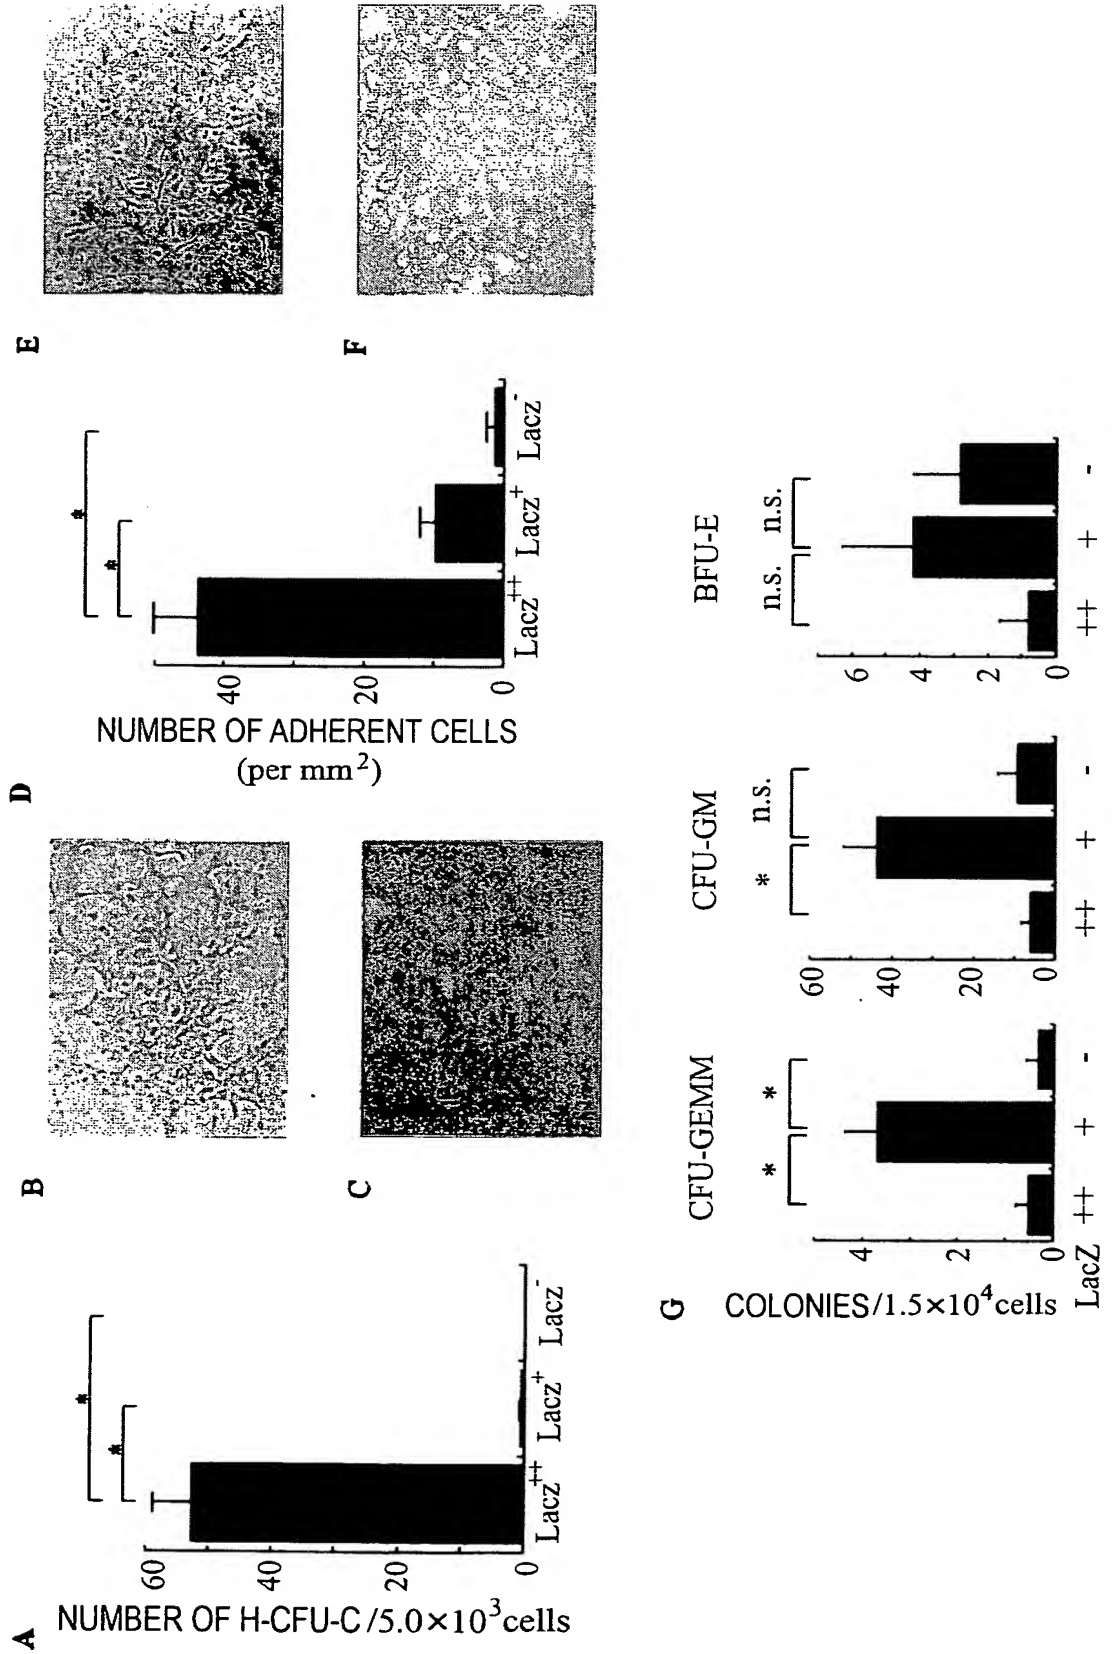 A
NUMBER OF H-CFU-C /5.0×10³cells
60
40
20
0
*
*
Lacz⁺⁺
Lacz⁺
Lacz⁻
B
C
D
NUMBER OF ADHERENT CELLS
(per mm²)
40
20
0
*
*
Lacz⁺⁺
Lacz⁺
Lacz⁻
E
F
G
COLONIES/1.5×10⁴cells
CFU-GEMM
* *
4
2
0
LacZ ++ + -
CFU-GM
* n.s.
60
40
20
0
++ + -
BFU-E
n.s. n.s.
6
4
2
0
++ + -